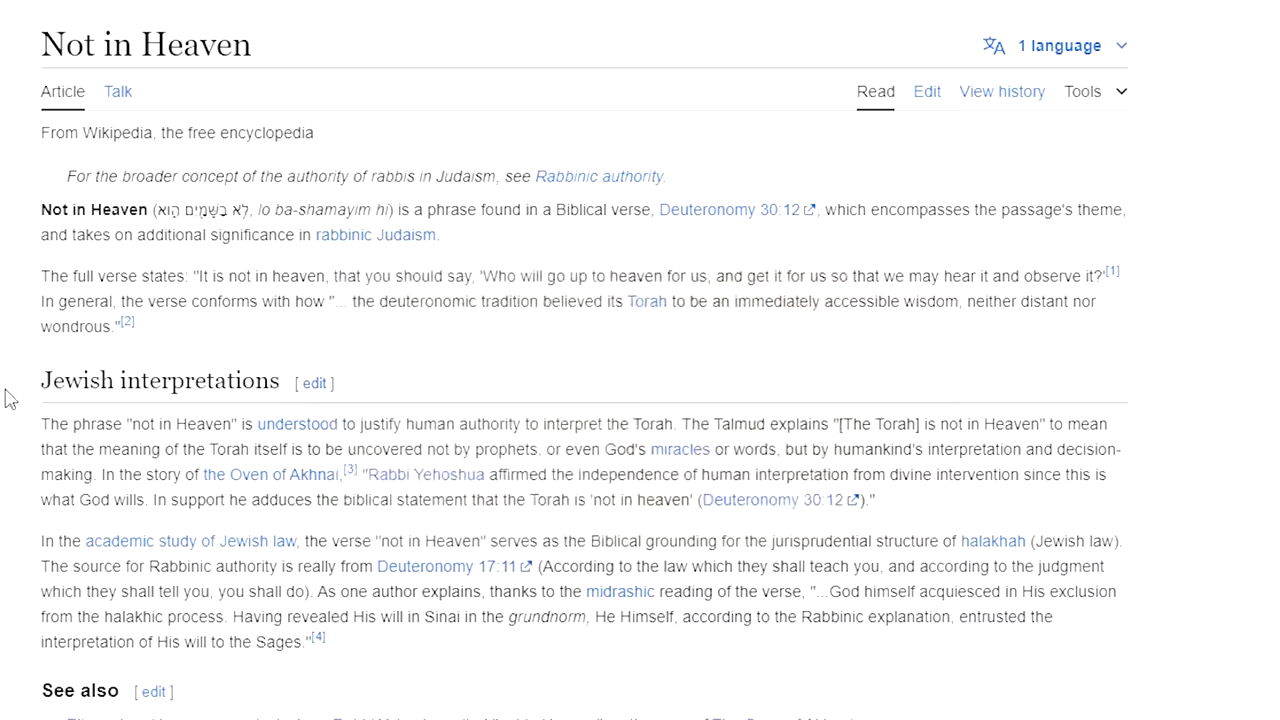 Not in Heaven
1 language
Article Talk Read Edit View history Tools
From Wikipedia, the free encyclopedia
For the broader concept of the authority of rabbis in Judaism, see Rabbinic authority.
Not in Heaven (לֹא בַשָּׁמַיִם הִוא, lo ba-shamayim hi) is a phrase found in a Biblical verse, Deuteronomy 30:12, which encompasses the passage's theme,
and takes on additional significance in rabbinic Judaism.
The full verse states: "It is not in heaven, that you should say, 'Who will go up to heaven for us, and get it for us so that we may hear it and observe it?'[1]
In general, the verse conforms with how "... the deuteronomic tradition believed its Torah to be an immediately accessible wisdom, neither distant nor
wondrous."[2]
Jewish interpretations [ edit ]
The phrase "not in Heaven" is understood to justify human authority to interpret the Torah. The Talmud explains "[The Torah] is not in Heaven" to mean
that the meaning of the Torah itself is to be uncovered not by prophets, or even God's miracles or words, but by humankind's interpretation and decision-
making. In the story of the Oven of Akhnai,[3] "Rabbi Yehoshua affirmed the independence of human interpretation from divine intervention since this is
what God wills. In support he adduces the biblical statement that the Torah is 'not in heaven' (Deuteronomy 30:12)."
In the academic study of Jewish law, the verse "not in Heaven" serves as the Biblical grounding for the jurisprudential structure of halakhah (Jewish law).
The source for Rabbinic authority is really from Deuteronomy 17:11 (According to the law which they shall teach you, and according to the judgment
which they shall tell you, you shall do). As one author explains, thanks to the midrashic reading of the verse, "...God himself acquiesced in His exclusion
from the halakhic process. Having revealed His will in Sinai in the grundnorm, He Himself, according to the Rabbinic explanation, entrusted the
interpretation of His will to the Sages."[4]
See also [ edit ]